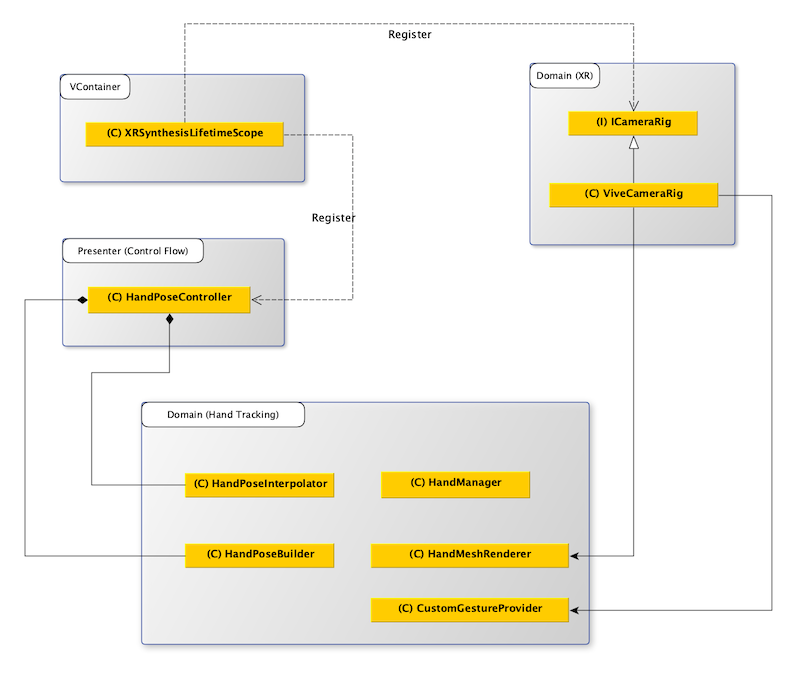 Register
VContainer
(C) XRSynthesisLifetimeScope
Domain (XR)
(I) ICameraRig
(C) ViveCameraRig
Register
Presenter (Control Flow)
(C) HandPoseController
Domain (Hand Tracking)
(C) HandPoseInterpolator
(C) HandManager
(C) HandPoseBuilder
(C) HandMeshRenderer
(C) CustomGestureProvider